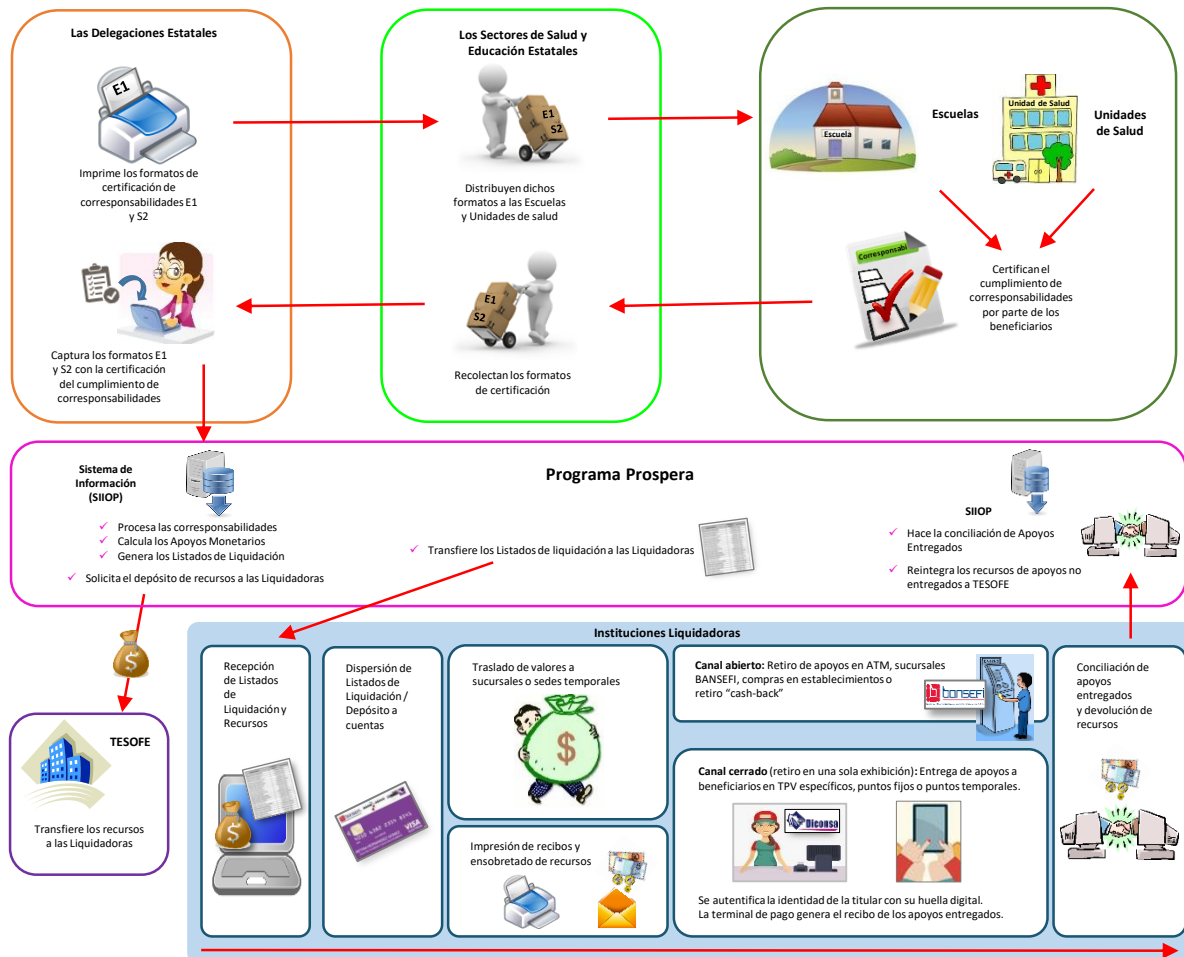 Las Delegaciones Estatales
E1
Imprime los formatos de
certificación de
corresponsabilidades E1
y S2
Captura los formatos E1
y S2 con la certificación
del cumplimiento de
corresponsabilidades
Los Sectores de Salud y
Educación Estatales
E1
S2
Distribuyen dichos
formatos a las Escuelas
y Unidades de salud
E1
S2
Recolectan los formatos
de certificación
Escuela
Escuelas
Unidad de Salud
Unidades
de Salud
Corresponsabi
Certifican el
cumplimiento de
corresponsabilidades
por parte de los
beneficiarios
Programa Prospera
Sistema de
Información
(SIIOP)
✓ Procesa las corresponsabilidades
✓ Calcula los Apoyos Monetarios
✓ Genera los Listados de Liquidación
✓ Solicita el depósito de recursos a las Liquidadoras
✓ Transfiere los Listados de liquidación a las Liquidadoras
SIIOP
✓ Hace la conciliación de Apoyos
Entregados
✓ Reintegra los recursos de apoyos no
entregados a TESOFE
$
TESOFE
Transfiere los recursos
a las Liquidadoras
Instituciones Liquidadoras
Recepción
de Listados
de
Liquidación y
Recursos
$
Dispersión de
Listados de
Liquidación /
Depósito a
cuentas
VISA
Traslado de valores a
sucursales o sedes temporales
$
Impresión de recibos y
ensobretado de recursos
Canal abierto: Retiro de apoyos en ATM, sucursales
BANSEFI, compras en establecimientos o
retiro “cash-back”
bansefi
Canal cerrado (retiro en una sola exhibición): Entrega de apoyos a
beneficiarios en TPV específicos, puntos fijos o puntos temporales.
Diconsa
Se autentifica la identidad de la titular con su huella digital.
La terminal de pago genera el recibo de los apoyos entregados.
Conciliación de
apoyos
entregados
y devolución de
recursos